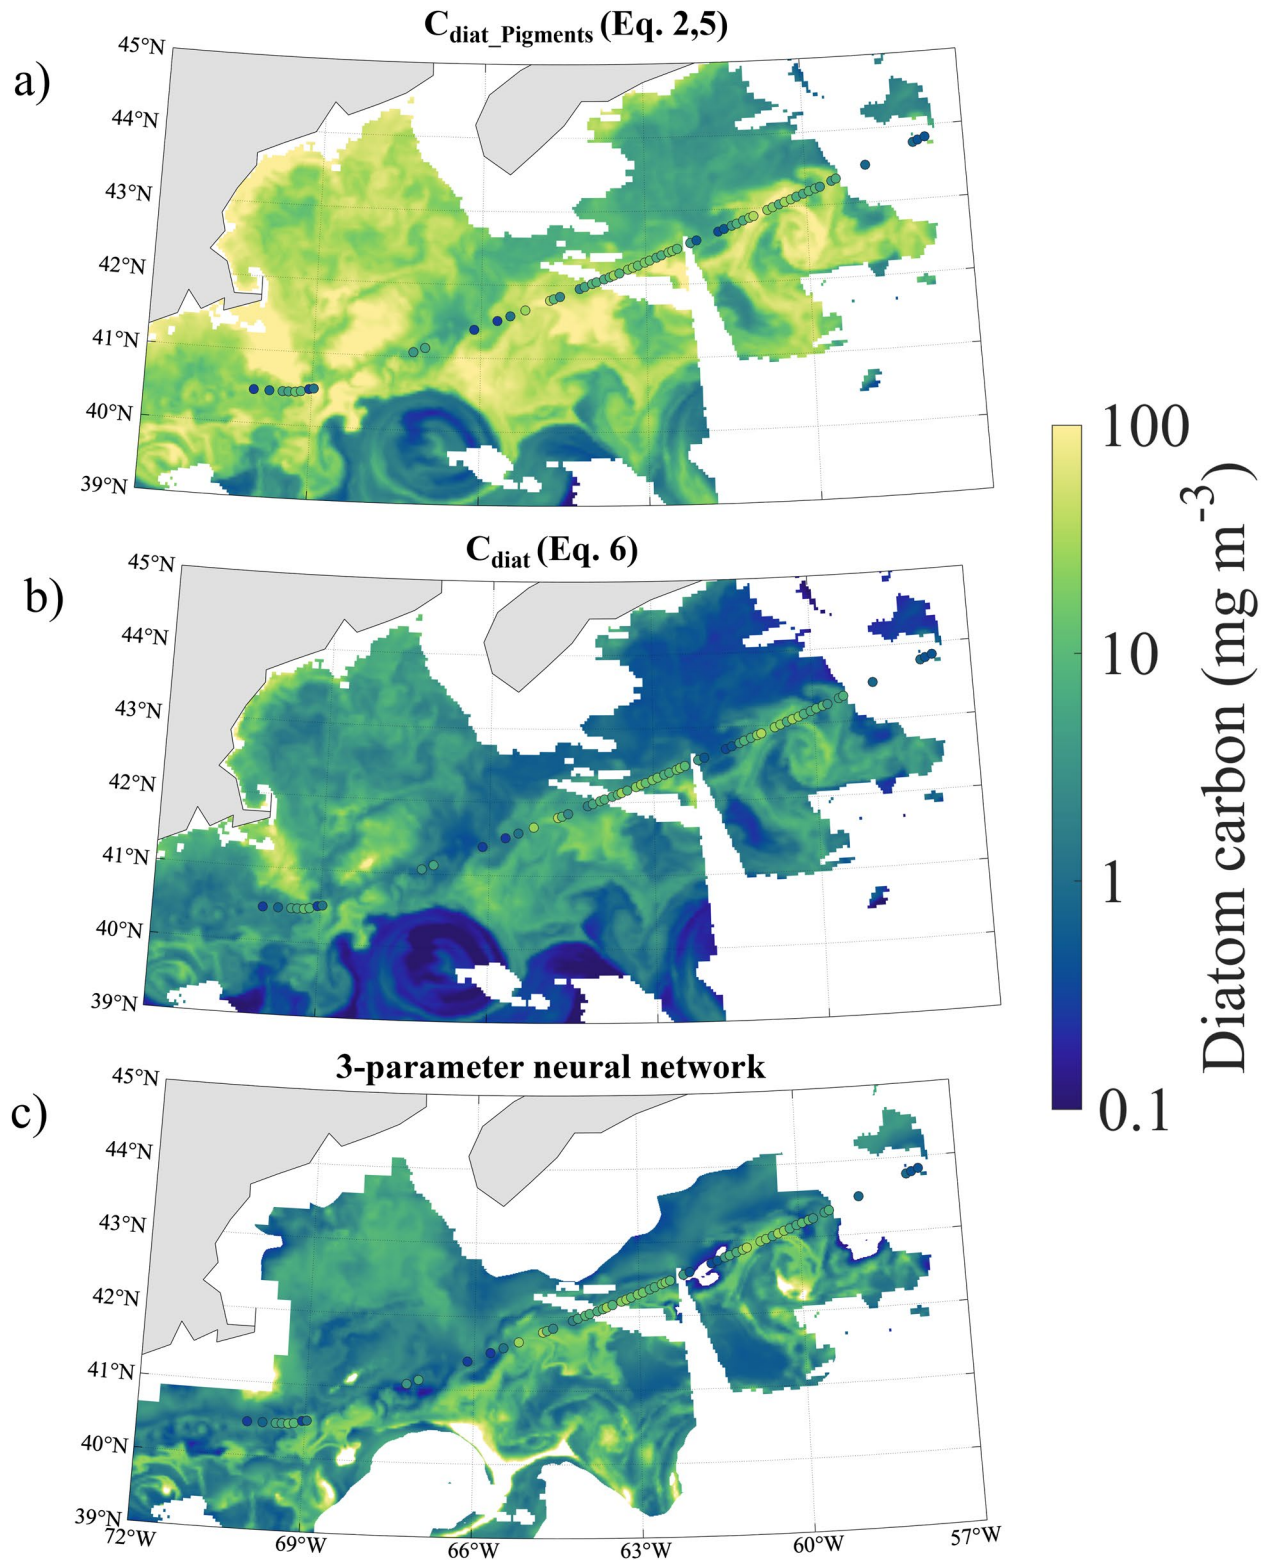 C_diat_Pigments (Eq. 2,5)
a)
45°N
44°N
43°N
42°N
41°N
40°N
39°N
C_diat (Eq. 6)
b)
45°N
44°N
43°N
42°N
41°N
40°N
39°N
3-parameter neural network
c)
45°N
44°N
43°N
42°N
41°N
40°N
39°N
72°W 69°W 66°W 63°W 60°W 57°W
100
10
1
0.1
Diatom carbon (mg m⁻³)